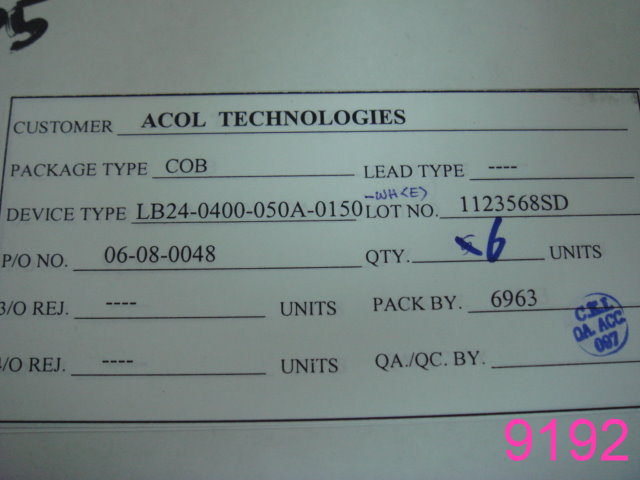 CUSTOMER ACOL TECHNOLOGIES
PACKAGE TYPE COB LEAD TYPE ----
-WH(E)
DEVICE TYPE LB24-0400-050A-0150 LOT NO. 1123568SD
P/O NO. 06-08-0048 QTY. 6 UNITS
3/O REJ. ---- UNITS PACK BY. 6963
4/O REJ. ---- UNiTS QA./QC. BY.
C.E.I.
QA. ACC.
097
9192